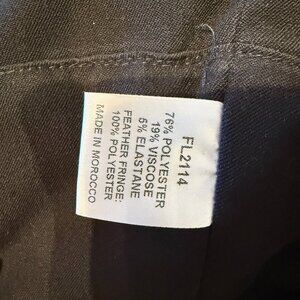 FL2114
76% POLYESTER
19% VISCOSE
5% ELASTANE
FEATHER FRINGE:
100% POLYESTER
MADE IN MOROCCO